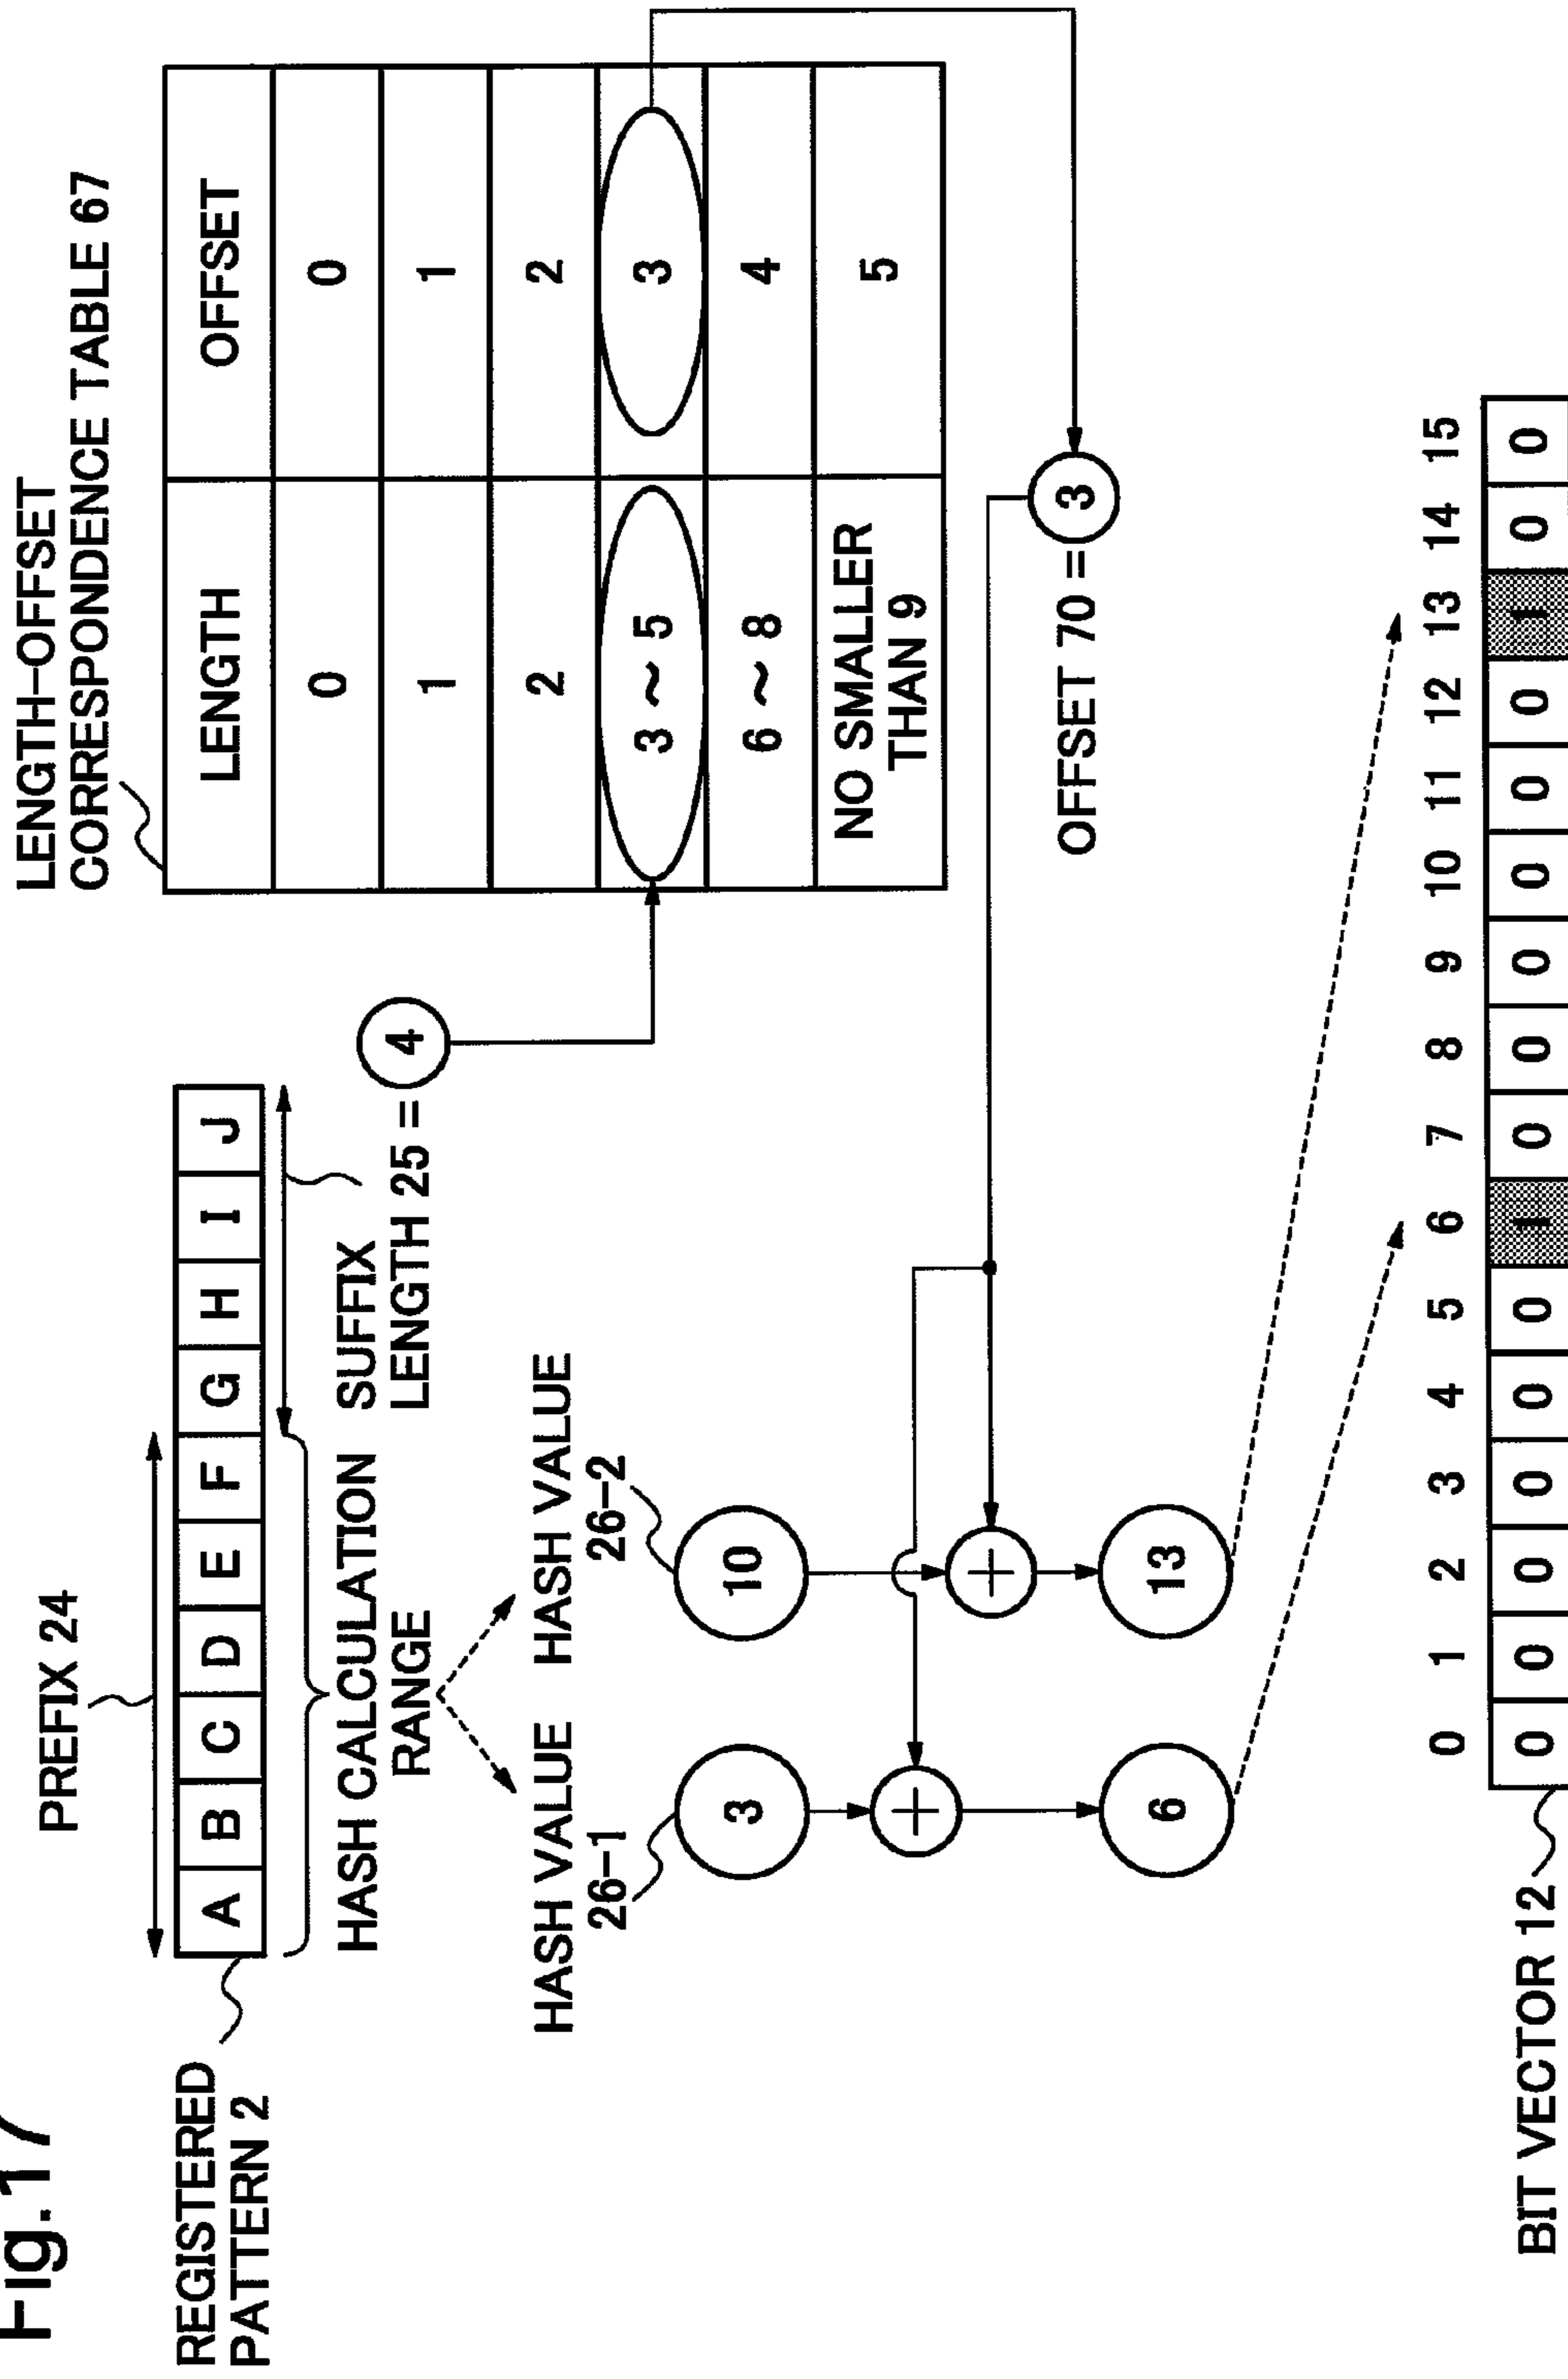 Fig.17
PREFIX 24
REGISTERED
PATTERN 2
A B C D E F G H I J
HASH CALCULATION
RANGE
SUFFIX
LENGTH 25 = 4
HASH VALUE
26-1
HASH VALUE
26-2
3
10
+
+
6
13
LENGTH-OFFSET
CORRESPONDENCE TABLE 67
LENGTH OFFSET
0 0
1 1
2 2
3 ~ 5 3
6 ~ 8 4
NO SMALLER
THAN 9 5
OFFSET 70 = 3
0 1 2 3 4 5 6 7 8 9 10 11 12 13 14 15
BIT VECTOR 12
0 0 0 0 0 0 1 0 0 0 0 0 0 1 0 0